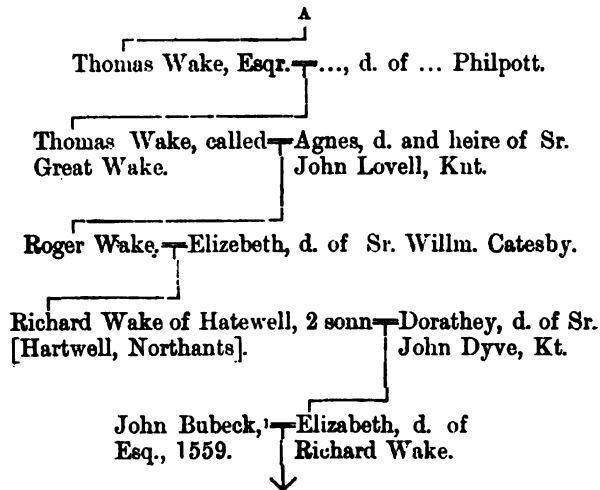 A
Thomas Wake, Esqr. ..., d. of ... Philpott.
Thomas Wake, called Agnes, d. and heire of Sr.
Great Wake. John Lovell, Knt.
Roger Wake. Elizebeth, d. of Sr. Willm. Catesby.
Richard Wake of Hatewell, 2 sonn Dorathey, d. of Sr.
[Hartwell, Northants]. John Dyve, Kt.
John Bubeck,¹ Elizabeth, d. of
Esq., 1559. Richard Wake.